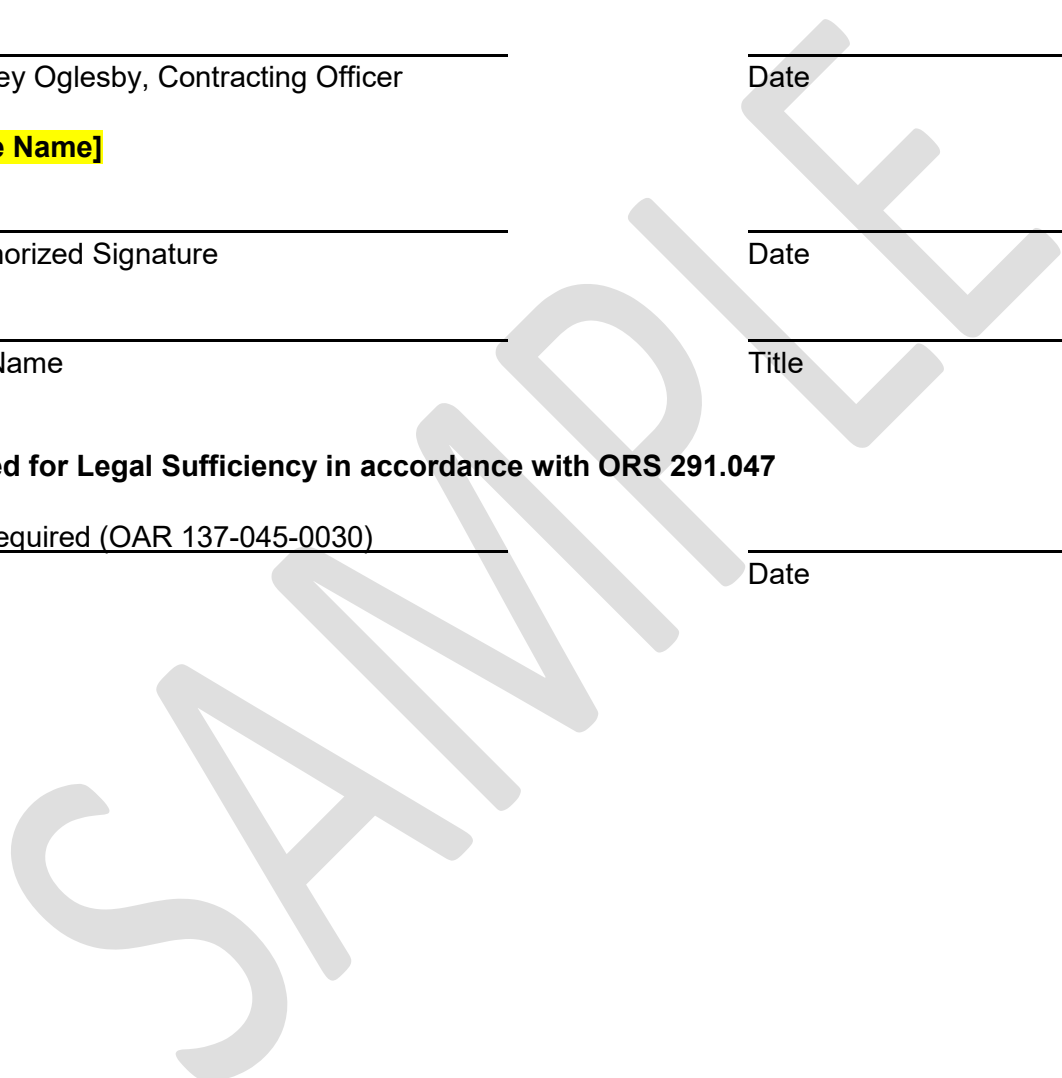 ey Oglesby, Contracting Officer Date
e Name]
horized Signature Date
Name Title
ed for Legal Sufficiency in accordance with ORS 291.047
equired (OAR 137-045-0030)
Date
SAMPLE